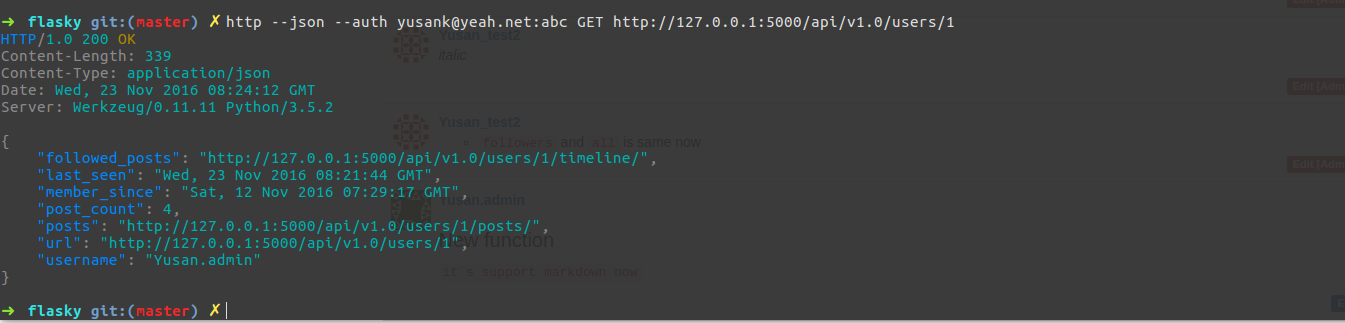 ➜ flasky git:(master) ✗ http --json --auth yusank@yeah.net:abc GET http://127.0.0.1:5000/api/v1.0/users/1
HTTP/1.0 200 OK
Content-Length: 339
Content-Type: application/json
Date: Wed, 23 Nov 2016 08:24:12 GMT
Server: Werkzeug/0.11.11 Python/3.5.2
{
"followed_posts": "http://127.0.0.1:5000/api/v1.0/users/1/timeline/",
"last_seen": "Wed, 23 Nov 2016 08:21:44 GMT",
"member_since": "Sat, 12 Nov 2016 07:29:17 GMT",
"post_count": 4,
"posts": "http://127.0.0.1:5000/api/v1.0/users/1/posts/",
"url": "http://127.0.0.1:5000/api/v1.0/users/1",
"username": "Yusan.admin"
}
➜ flasky git:(master) ✗
Yusan_test2
italic
Yusan_test2
followers and all is same now
Yusan.admin
New function
it s support markdown now
Edit [Adm
Edit [Adm
Edit [Adm